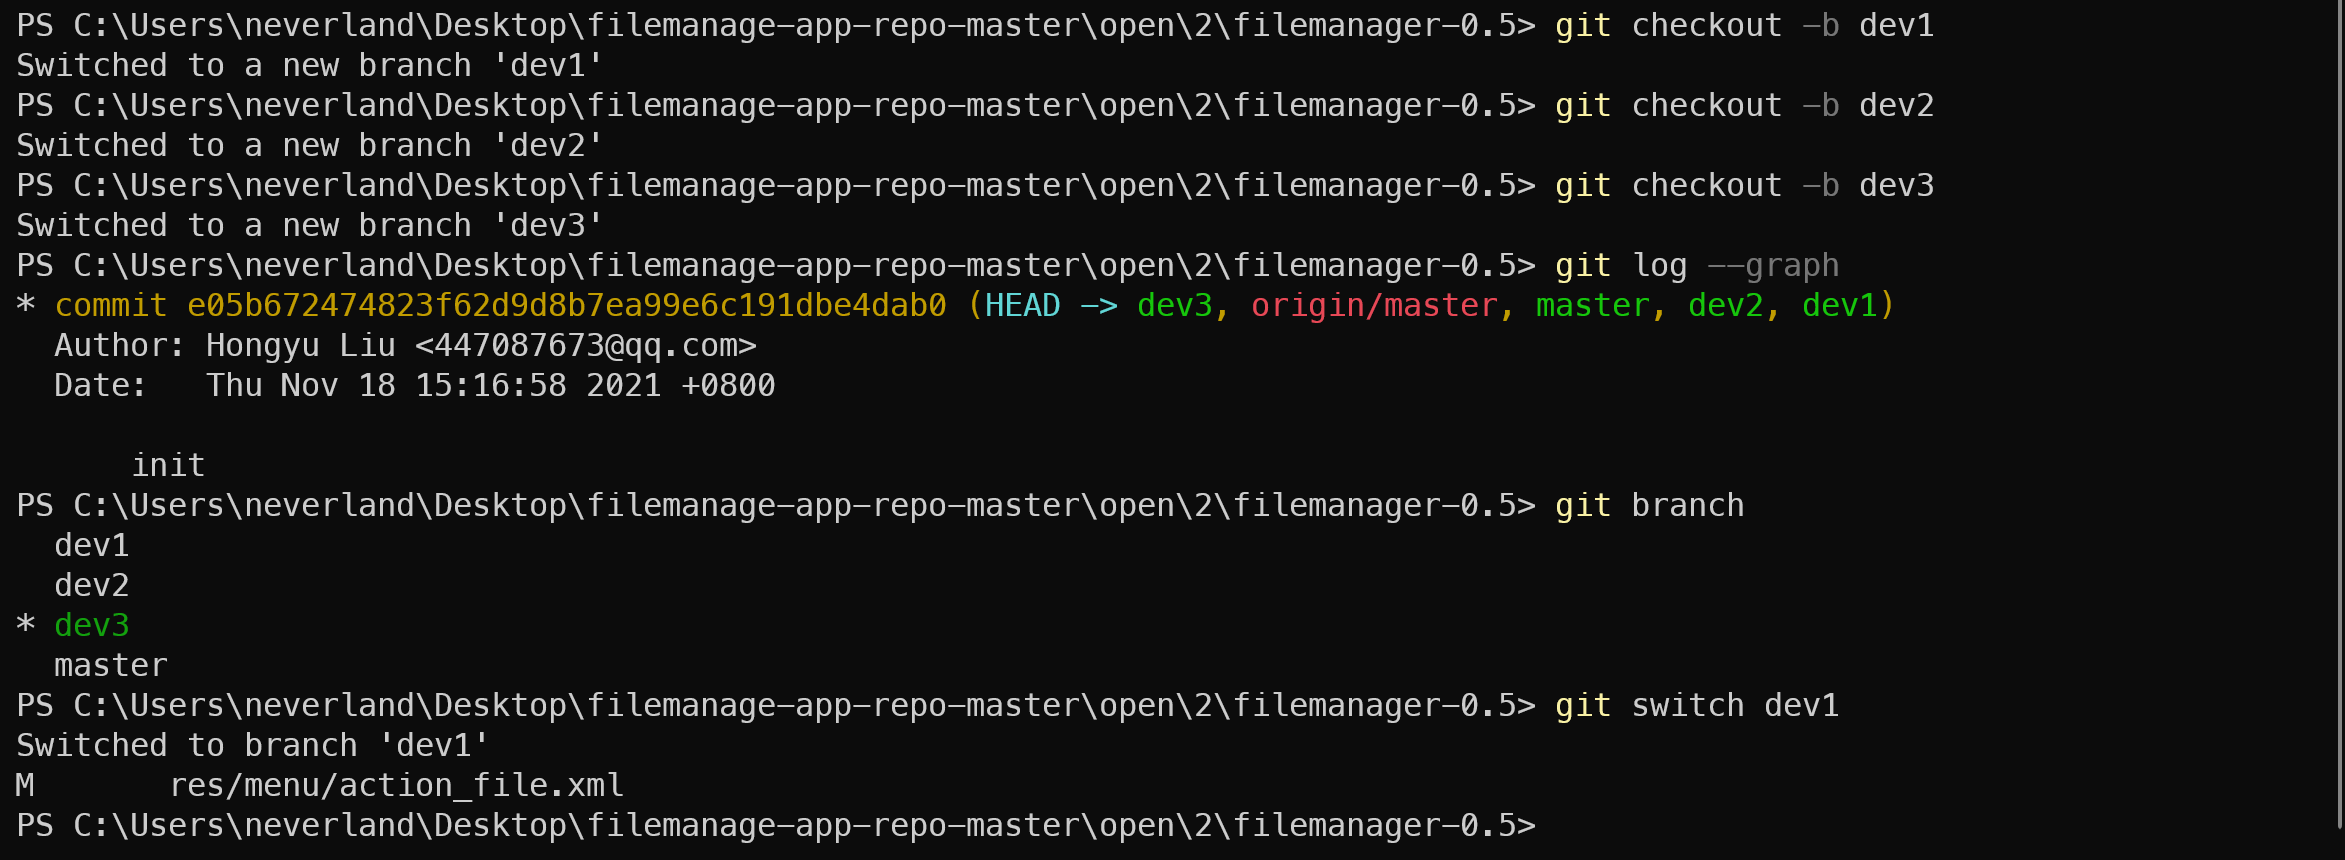 PS C:\Users\neverland\Desktop\filemanage-app-repo-master\open\2\filemanager-0.5> git checkout -b dev1
Switched to a new branch 'dev1'
PS C:\Users\neverland\Desktop\filemanage-app-repo-master\open\2\filemanager-0.5> git checkout -b dev2
Switched to a new branch 'dev2'
PS C:\Users\neverland\Desktop\filemanage-app-repo-master\open\2\filemanager-0.5> git checkout -b dev3
Switched to a new branch 'dev3'
PS C:\Users\neverland\Desktop\filemanage-app-repo-master\open\2\filemanager-0.5> git log --graph
* commit e05b672474823f62d9d8b7ea99e6c191dbe4dab0 (HEAD -> dev3, origin/master, master, dev2, dev1)
  Author: Hongyu Liu <447087673@qq.com>
  Date:   Thu Nov 18 15:16:58 2021 +0800
      init
PS C:\Users\neverland\Desktop\filemanage-app-repo-master\open\2\filemanager-0.5> git branch
  dev1
  dev2
* dev3
  master
PS C:\Users\neverland\Desktop\filemanage-app-repo-master\open\2\filemanager-0.5> git switch dev1
Switched to branch 'dev1'
M       res/menu/action_file.xml
PS C:\Users\neverland\Desktop\filemanage-app-repo-master\open\2\filemanager-0.5>